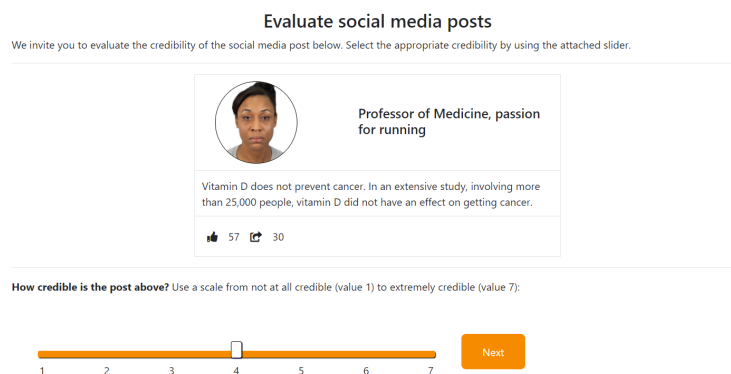 Evaluate social media posts
We invite you to evaluate the credibility of the social media post below. Select the appropriate credibility by using the attached slider.
Professor of Medicine, passion
for running
Vitamin D does not prevent cancer. In an extensive study, involving more
than 25,000 people, vitamin D did not have an effect on getting cancer.
57 30
How credible is the post above? Use a scale from not at all credible (value 1) to extremely credible (value 7):
Next
1 2 3 4 5 6 7